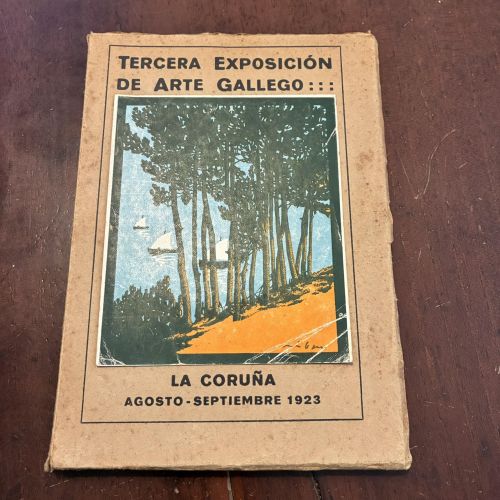 TERCERA EXPOSICIÓN
DE ARTE GALLEGO :::
LA CORUÑA
AGOSTO-SEPTIEMBRE 1923